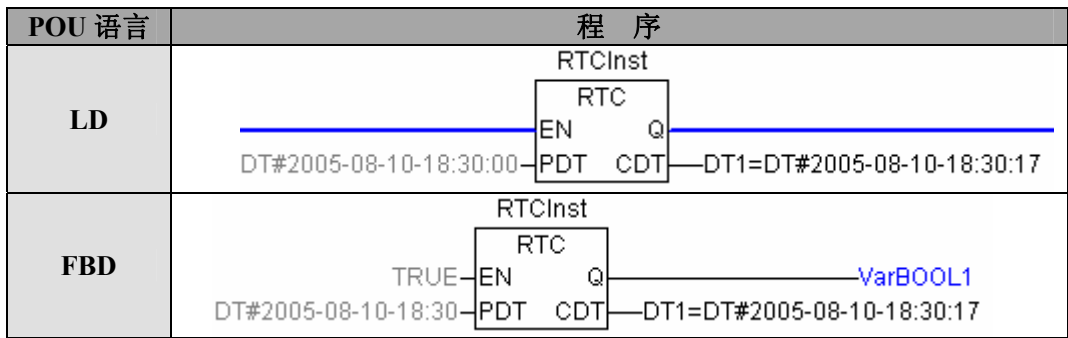 POU 语言 程 序
LD
RTCInst
RTC
EN Q
DT#2005-08-10-18:30:00 PDT CDT DT1=DT#2005-08-10-18:30:17
FBD
RTCInst
RTC
TRUE EN Q VarBOOL1
DT#2005-08-10-18:30 PDT CDT DT1=DT#2005-08-10-18:30:17